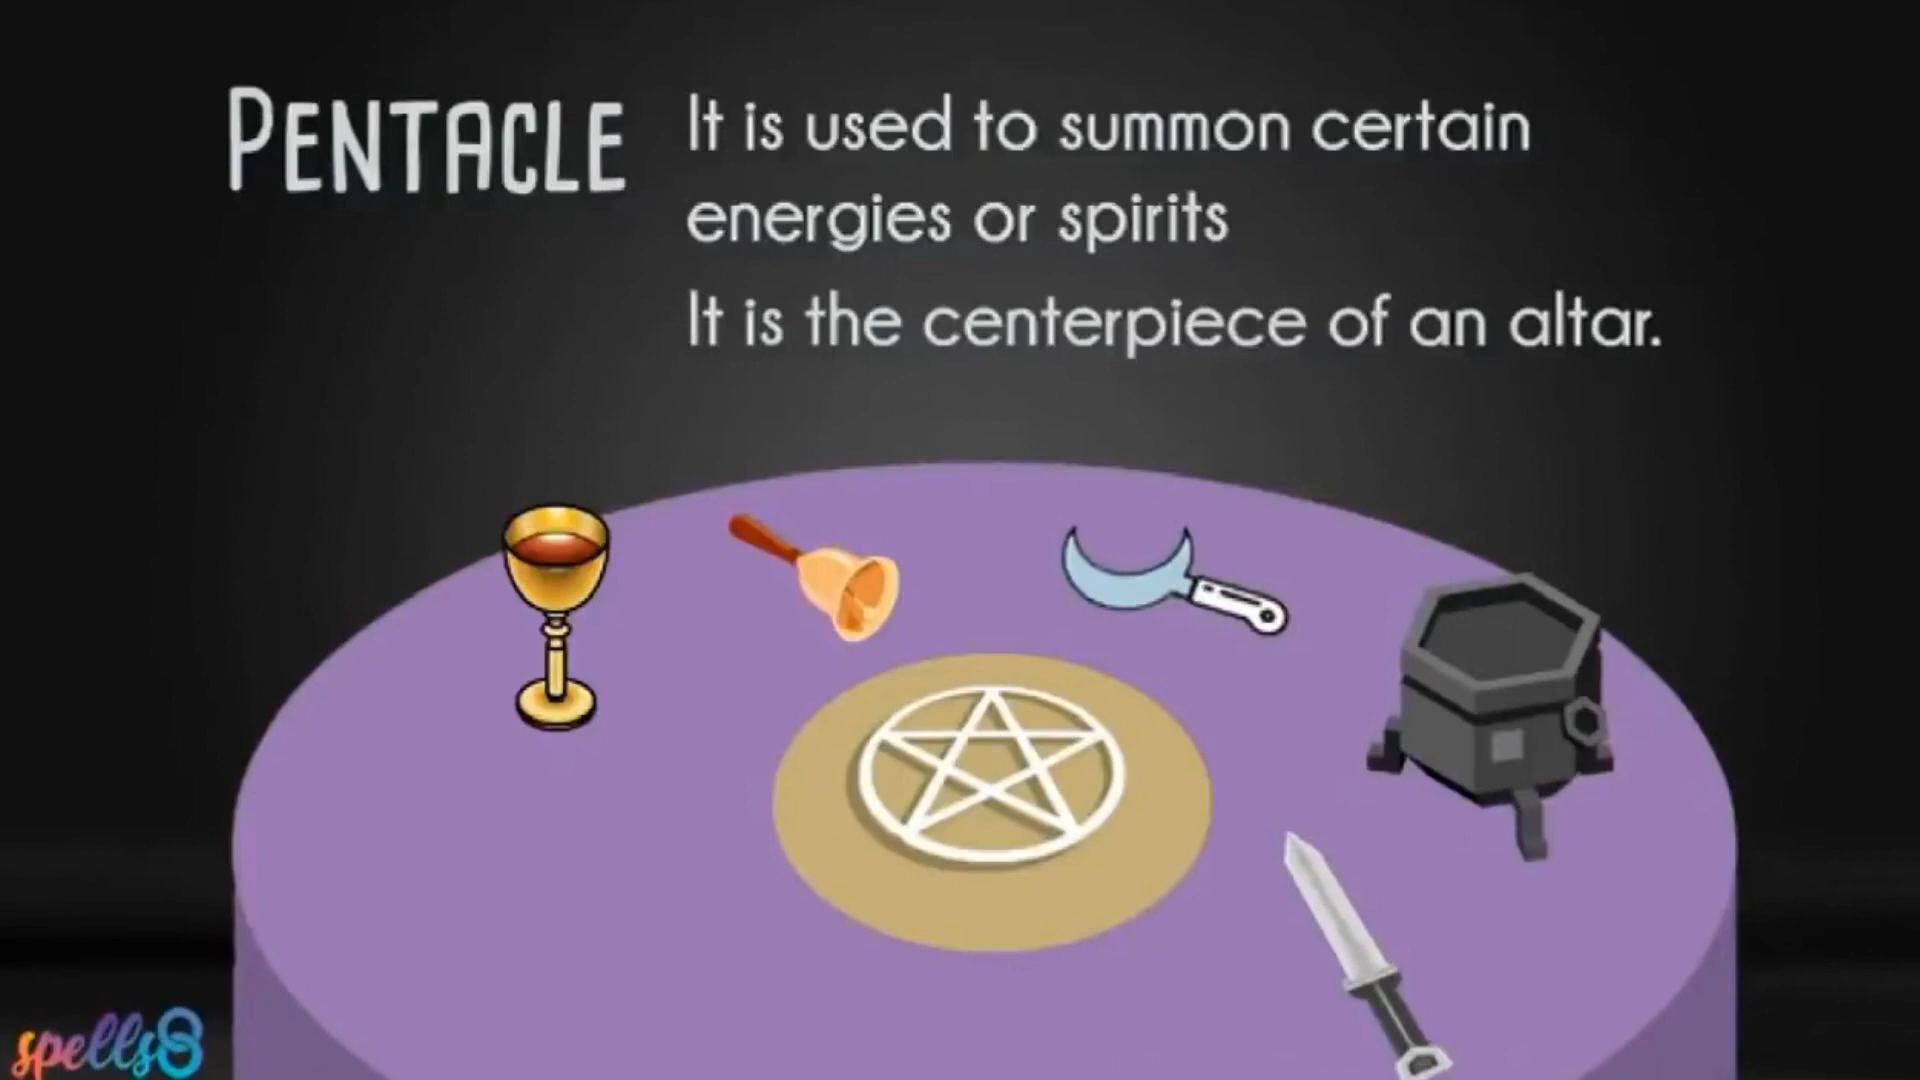 PENTACLE
It is used to summon certain
energies or spirits
It is the centerpiece of an altar.
spells8